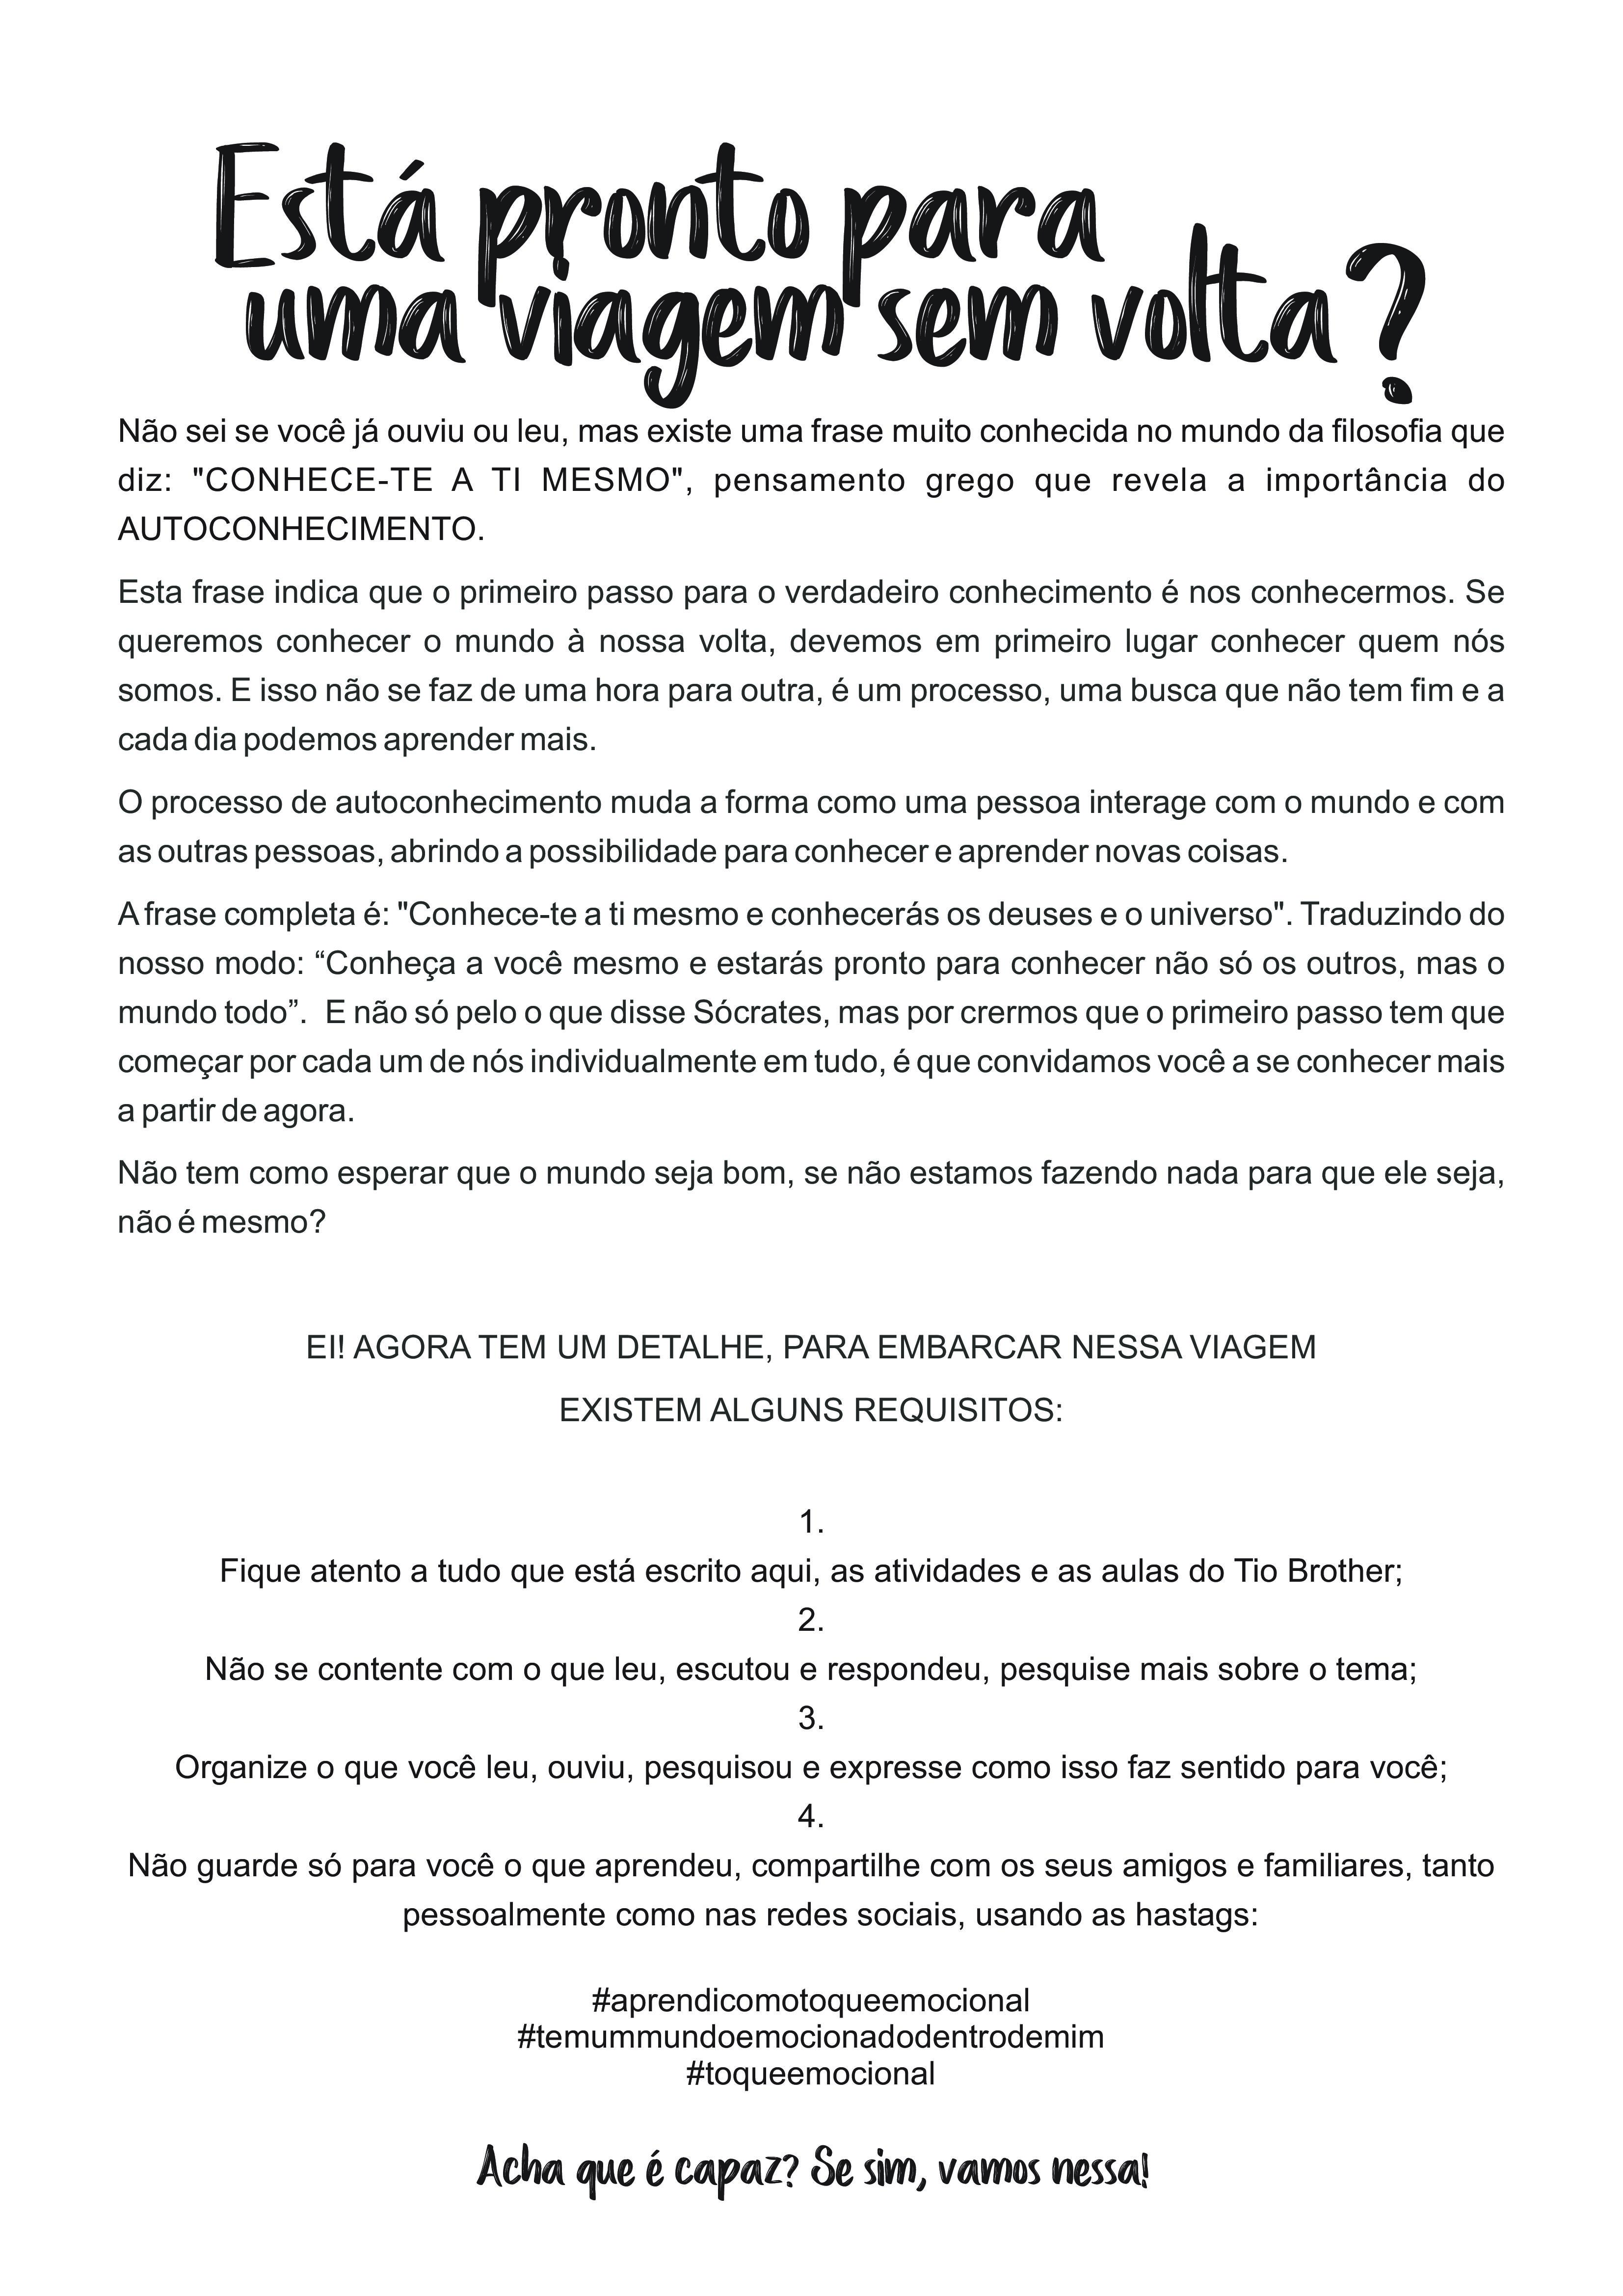 Está pronto para
uma viagem sem volta?
Não sei se você já ouviu ou leu, mas existe uma frase muito conhecida no mundo da filosofia que
diz: "CONHECE-TE A TI MESMO", pensamento grego que revela a importância do
AUTOCONHECIMENTO.
Esta frase indica que o primeiro passo para o verdadeiro conhecimento é nos conhecermos. Se
queremos conhecer o mundo à nossa volta, devemos em primeiro lugar conhecer quem nós
somos. E isso não se faz de uma hora para outra, é um processo, uma busca que não tem fim e a
cada dia podemos aprender mais.
O processo de autoconhecimento muda a forma como uma pessoa interage com o mundo e com
as outras pessoas, abrindo a possibilidade para conhecer e aprender novas coisas.
A frase completa é: "Conhece-te a ti mesmo e conhecerás os deuses e o universo". Traduzindo do
nosso modo: “Conheça a você mesmo e estarás pronto para conhecer não só os outros, mas o
mundo todo”. E não só pelo o que disse Sócrates, mas por crermos que o primeiro passo tem que
começar por cada um de nós individualmente em tudo, é que convidamos você a se conhecer mais
a partir de agora.
Não tem como esperar que o mundo seja bom, se não estamos fazendo nada para que ele seja,
não é mesmo?
EI! AGORA TEM UM DETALHE, PARA EMBARCAR NESSA VIAGEM
EXISTEM ALGUNS REQUISITOS:
1.
Fique atento a tudo que está escrito aqui, as atividades e as aulas do Tio Brother;
2.
Não se contente com o que leu, escutou e respondeu, pesquise mais sobre o tema;
3.
Organize o que você leu, ouviu, pesquisou e expresse como isso faz sentido para você;
4.
Não guarde só para você o que aprendeu, compartilhe com os seus amigos e familiares, tanto
pessoalmente como nas redes sociais, usando as hastags:
#aprendicomotoqueemocional
#temummundoemocionadodentrodemim
#toqueemocional
Acha que é capaz? Se sim, vamos nessa!